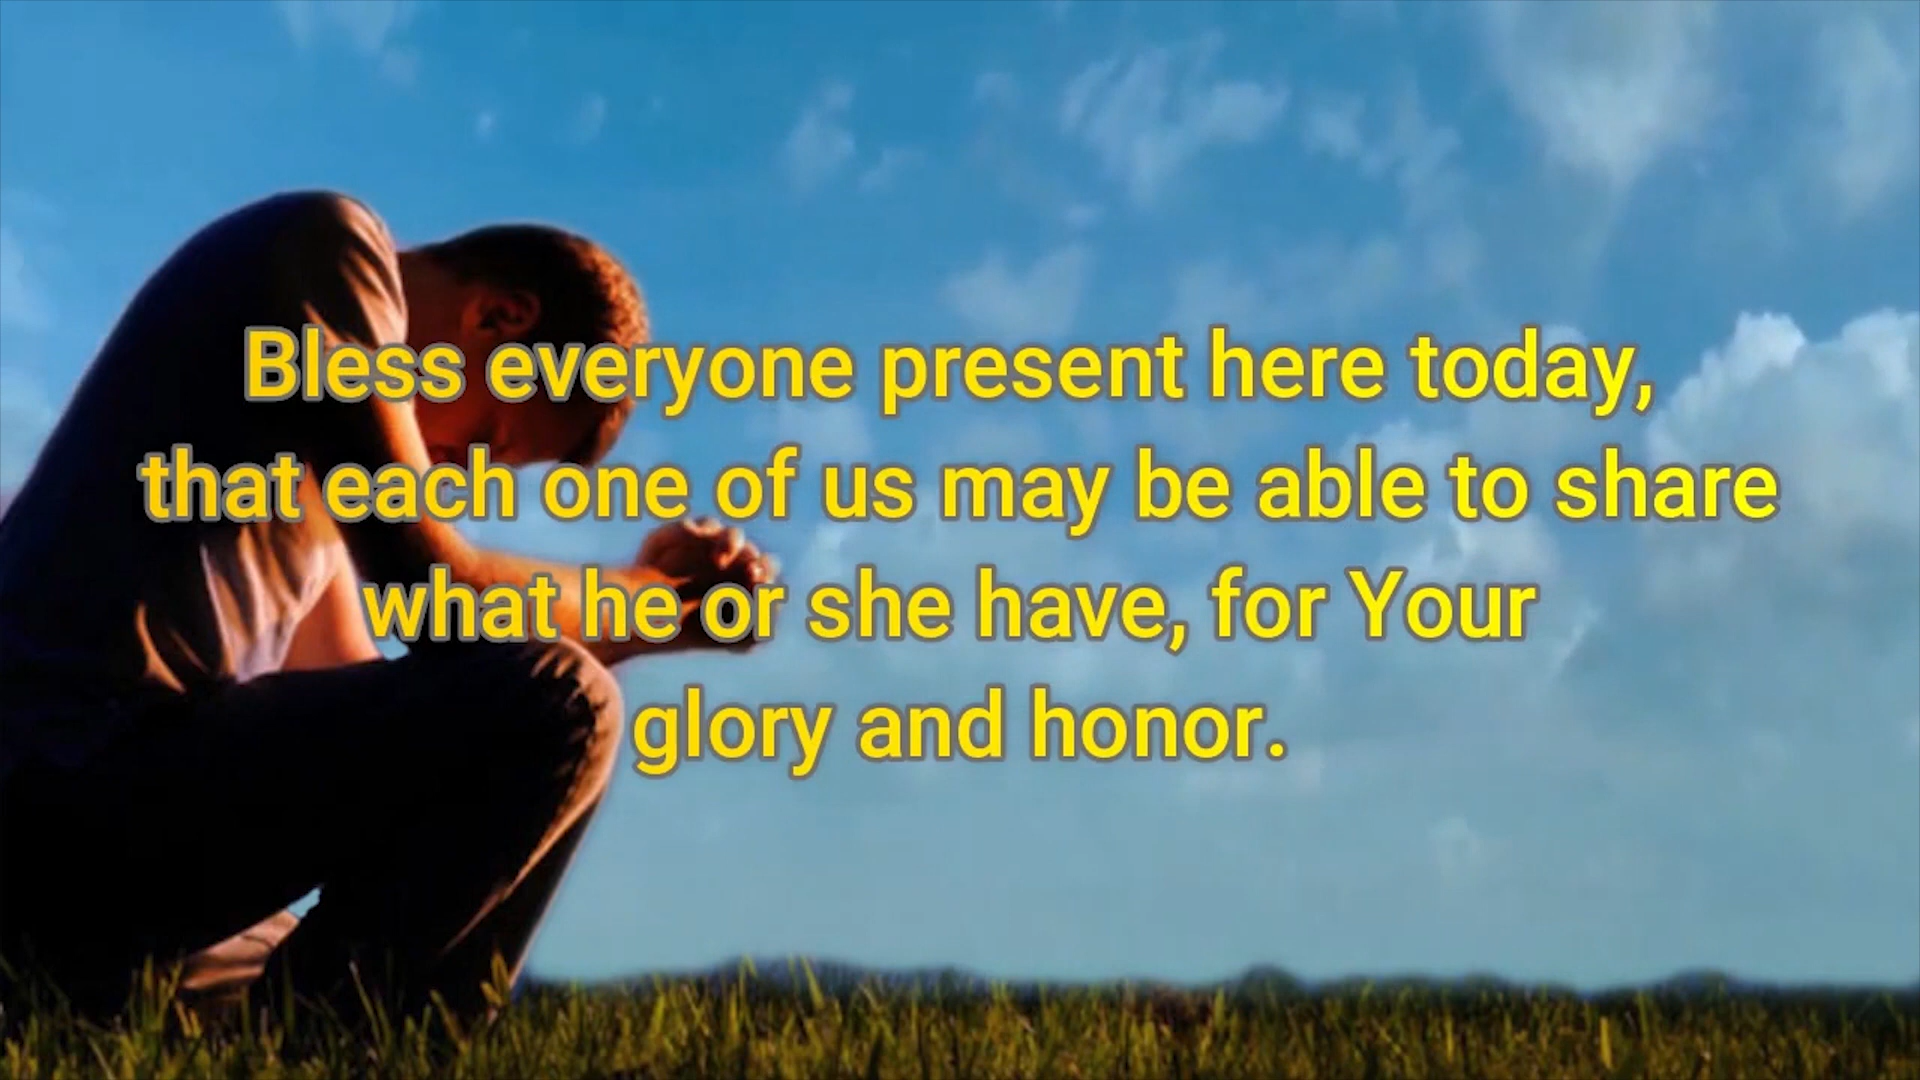 Bless everyone present here today,
that each one of us may be able to share
what he or she have, for Your
glory and honor.